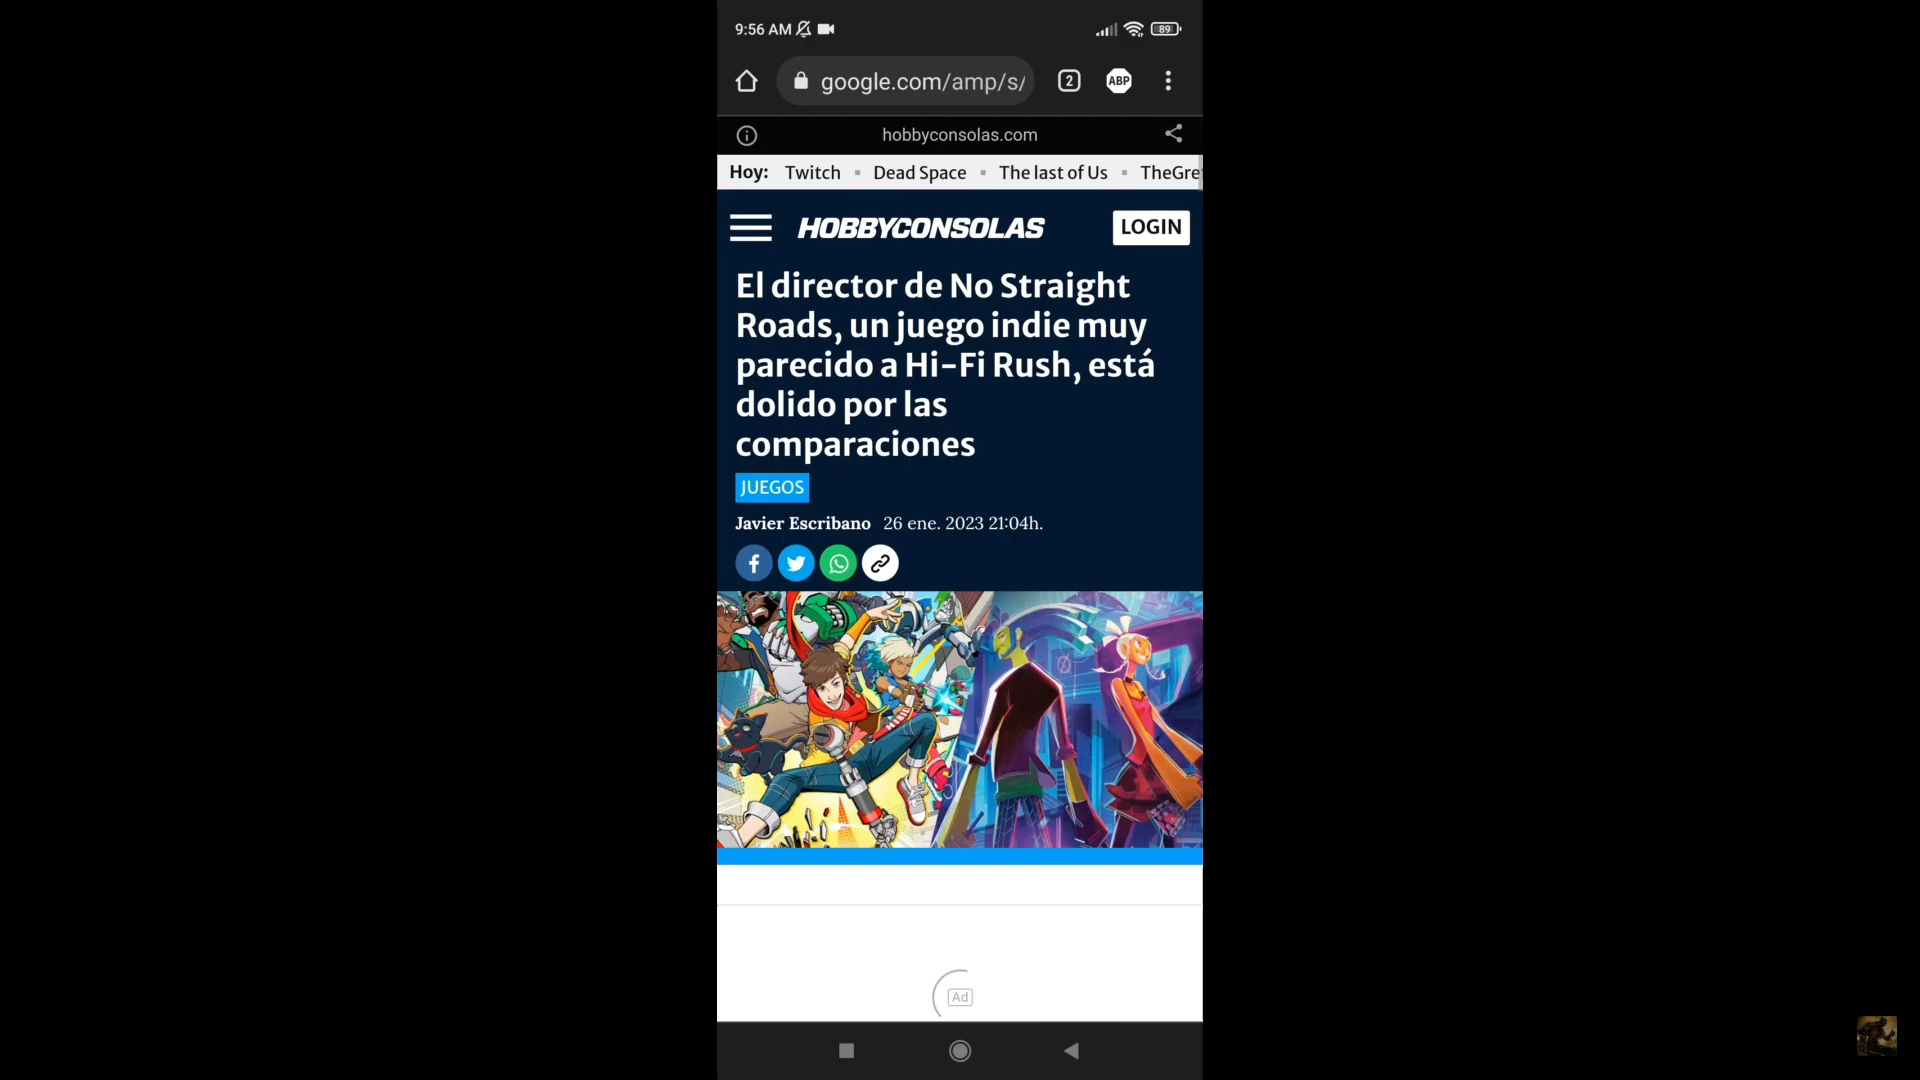 9:56 AM
89
google.com/amp/s/
2
ABP
hobbyconsolas.com
Hoy: Twitch ▪ Dead Space ▪ The last of Us ▪ TheGre
HOBBYCONSOLAS
LOGIN
El director de No Straight
Roads, un juego indie muy
parecido a Hi-Fi Rush, está
dolido por las
comparaciones
JUEGOS
Javier Escribano 26 ene. 2023 21:04h.
Ad